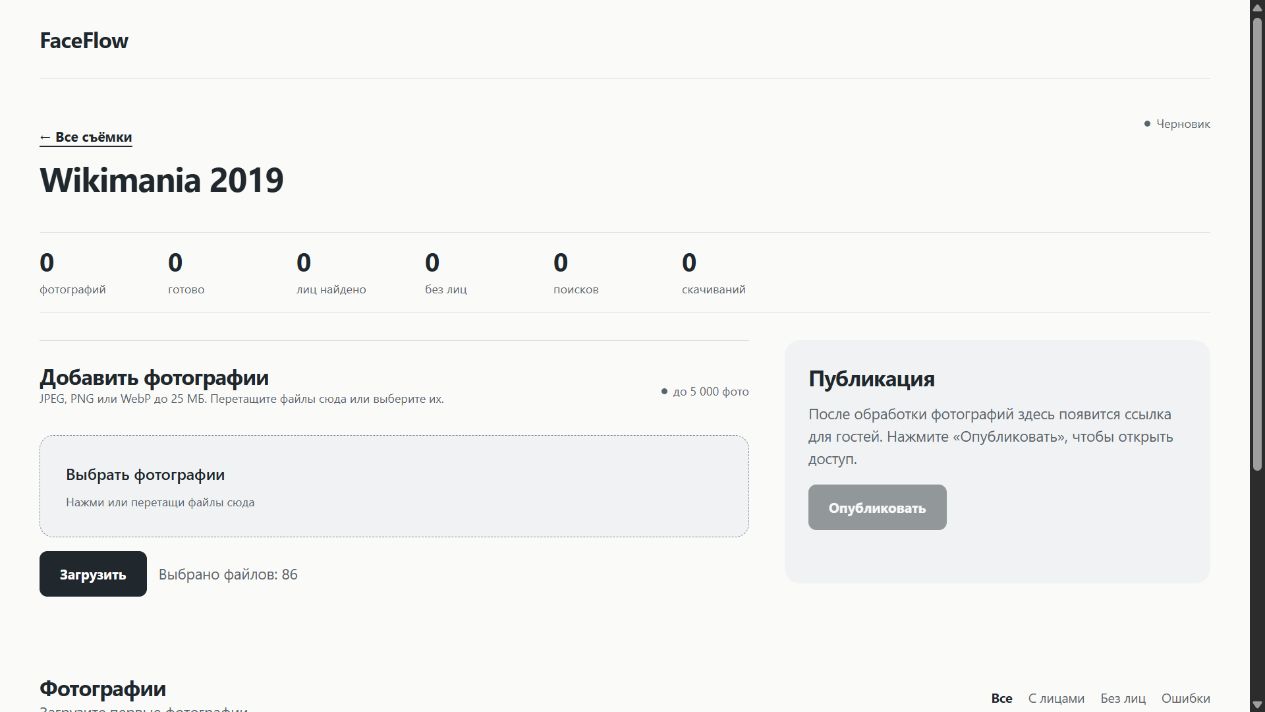 FaceFlow
Черновик
← Все съёмки
Wikimania 2019
0 0 0 0 0 0
фотографий готово лиц найдено без лиц поисков скачиваний
Добавить фотографии
JPEG, PNG или WebP до 25 МБ. Перетащите файлы сюда или выберите их.
до 5 000 фото
Выбрать фотографии
Нажми или перетащи файлы сюда
Загрузить Выбрано файлов: 86
Публикация
После обработки фотографий здесь появится ссылка
для гостей. Нажмите «Опубликовать», чтобы открыть
доступ.
Опубликовать
Фотографии
Все С лицами Без лиц Ошибки
Загрузите первые фотографии